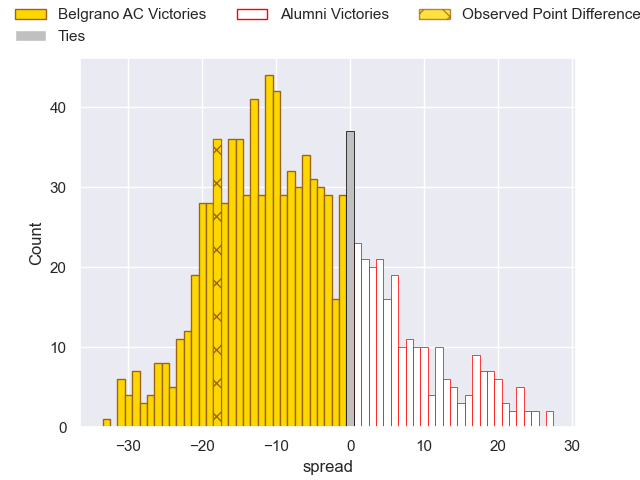 Belgrano AC Victories Alumni Victories Observed Point Difference
Ties
40
30
20
10
0
Count
−30 −20 −10 0 10 20 30
spread